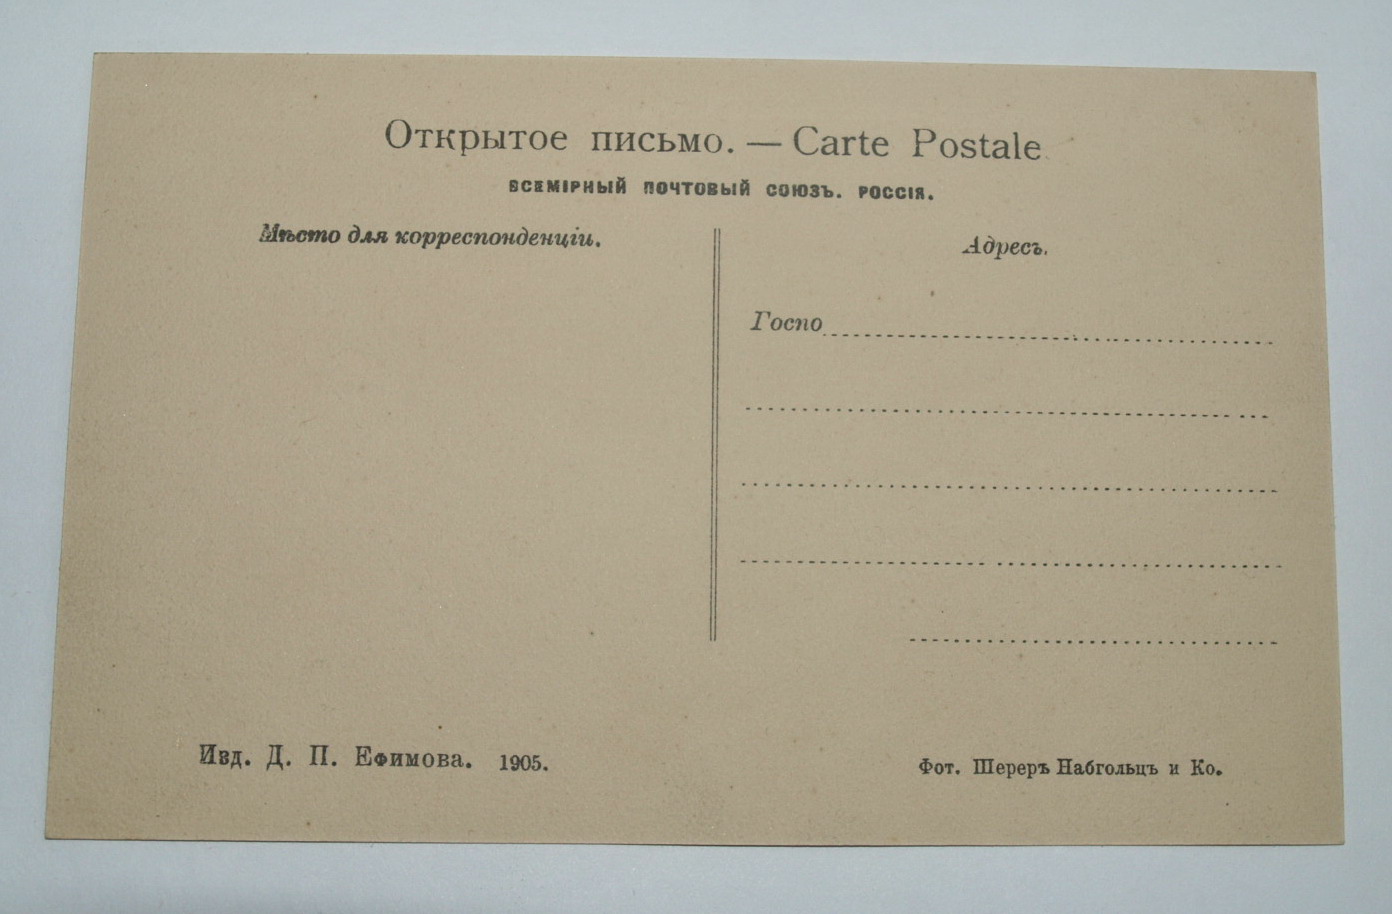 Открытое письмо. — Carte Postale
ВСЕМІРНЫЙ ПОЧТОВЫЙ СОЮЗЪ. РОССІЯ.
Мѣсто для корреспонденціи.
Адресъ.
Госпо
Изд. Д. П. Ефимова. 1905.
Фот. Шереръ Набгольцъ и Ко.